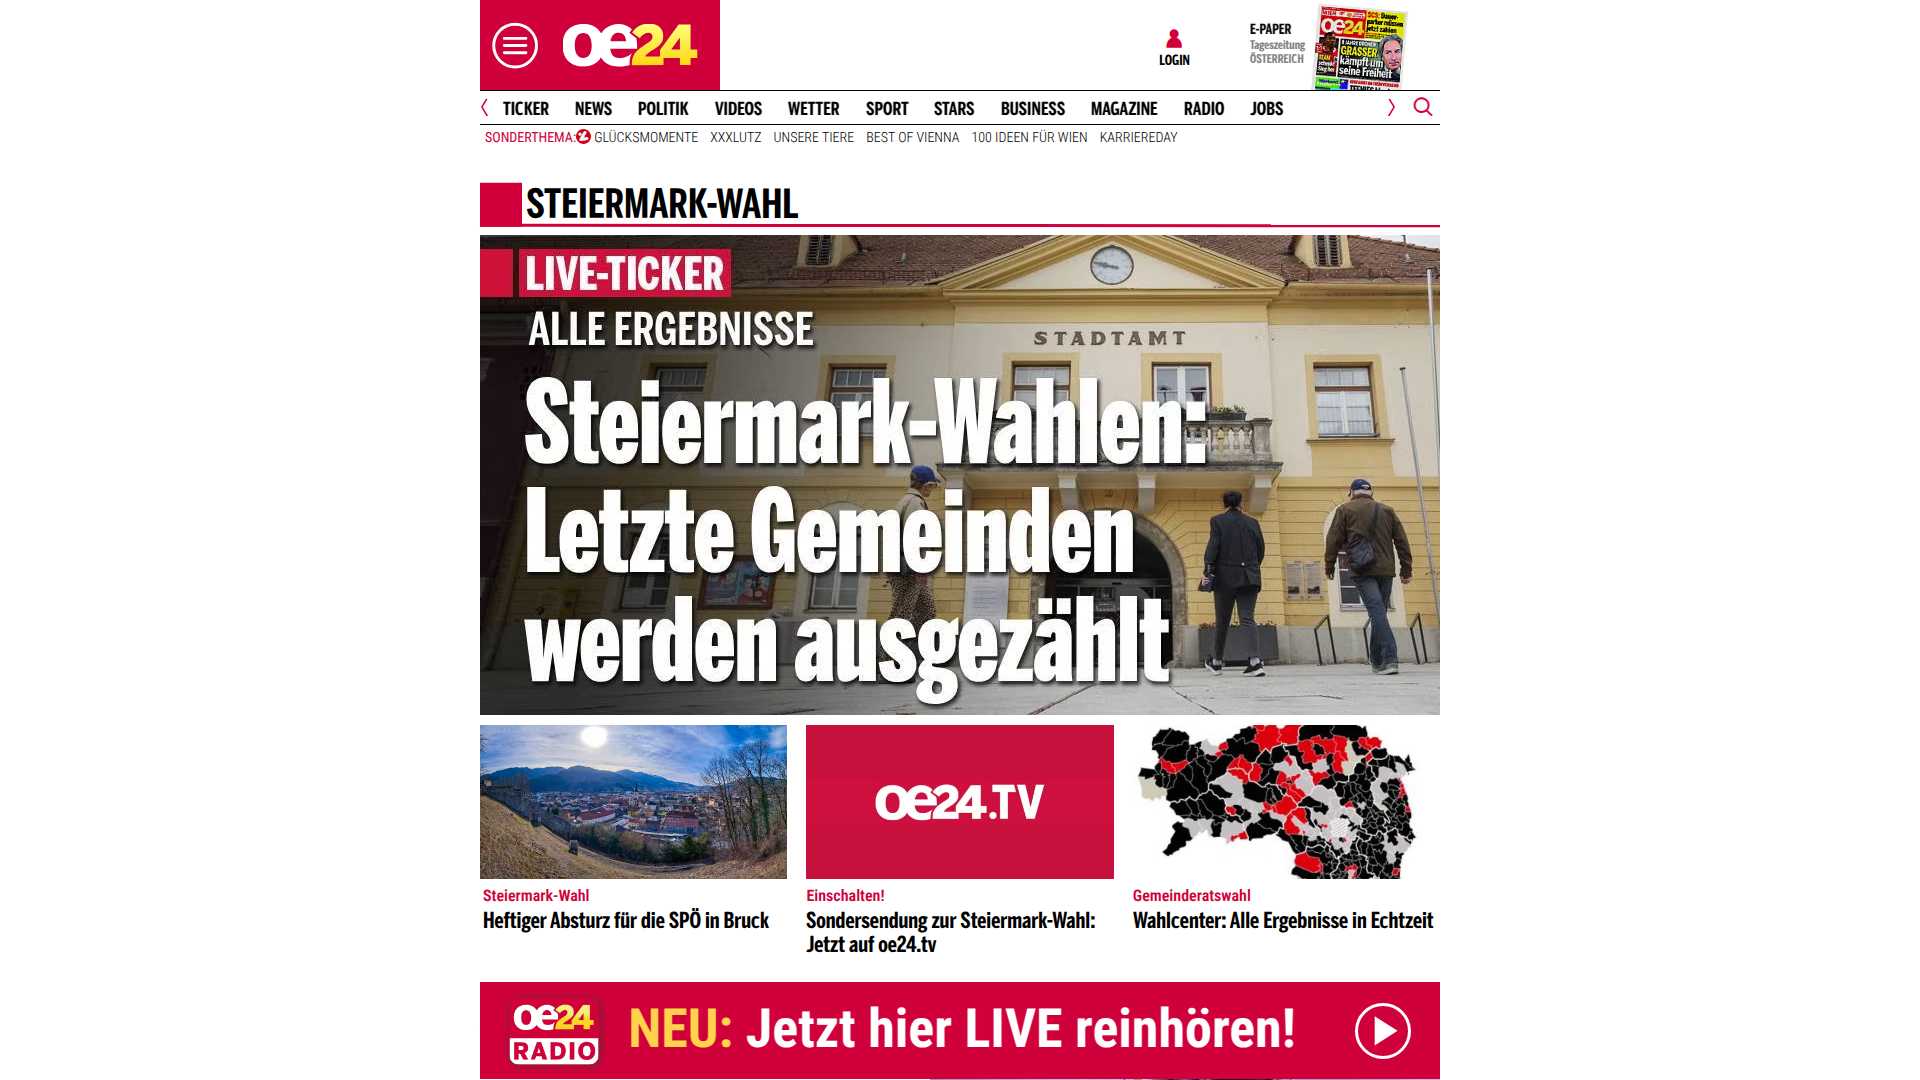 oe24
LOGIN
E-PAPER
Tageszeitung
ÖSTERREICH
oe24
GRASSER
kämpft um
seine Freiheit
TICKER NEWS POLITIK VIDEOS WETTER SPORT STARS BUSINESS MAGAZINE RADIO JOBS
SONDERTHEMA: GLÜCKSMOMENTE XXXLUTZ UNSERE TIERE BEST OF VIENNA 100 IDEEN FÜR WIEN KARRIEREDAY
STEIERMARK-WAHL
LIVE-TICKER
ALLE ERGEBNISSE
STADTAMT
Steiermark-Wahlen:
Letzte Gemeinden
werden ausgezählt
oe24.TV
Steiermark-Wahl
Heftiger Absturz für die SPÖ in Bruck
Einschalten!
Sondersendung zur Steiermark-Wahl:
Jetzt auf oe24.tv
Gemeinderatswahl
Wahlcenter: Alle Ergebnisse in Echtzeit
oe24
RADIO
NEU: Jetzt hier LIVE reinhören!